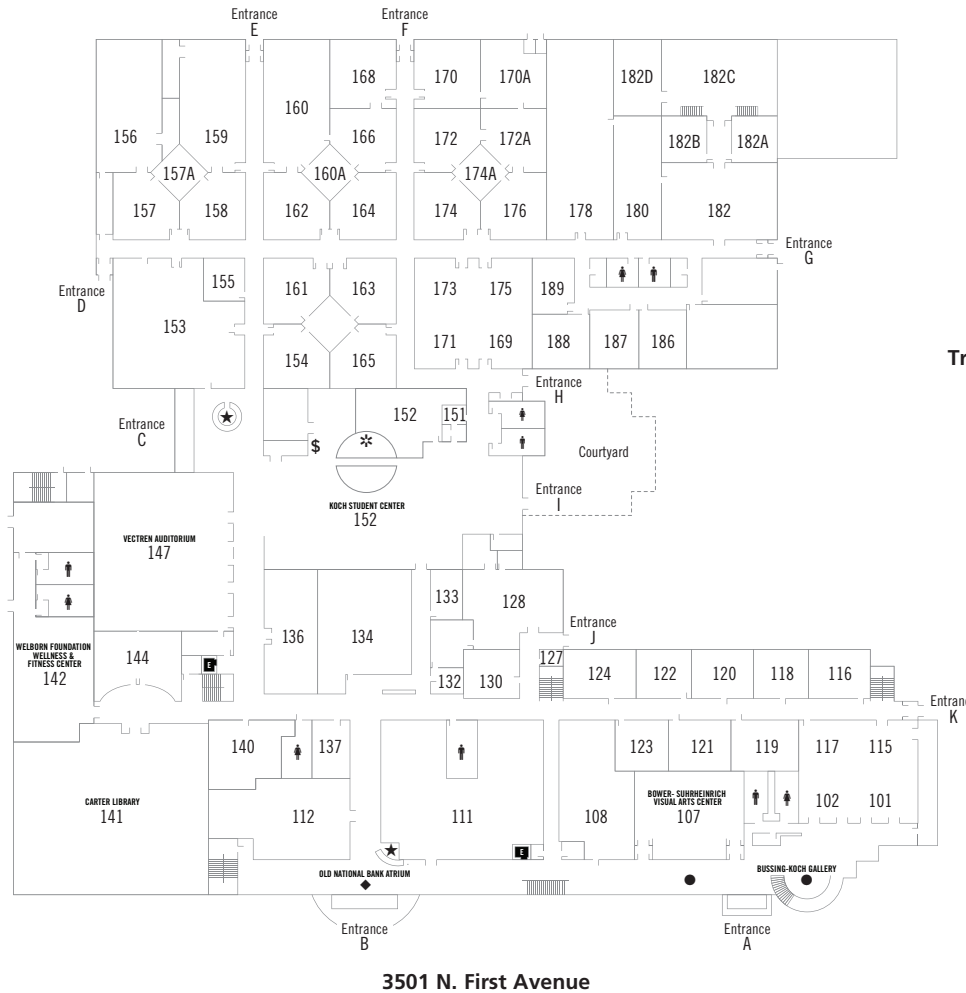 Entrance
E
Entrance
F
168
170
170A
182D
182C
160
156
159
166
172
172A
182B
182A
157A
160A
174A
157
158
162
164
174
176
178
180
182
Entrance
G
155
161
163
173
175
189
Entrance
D
153
154
165
171
169
188
187
186
Tr
Entrance
H
152
151
Entrance
C
$
Courtyard
Entrance
I
KOCH STUDENT CENTER
152
VECTREN AUDITORIUM
147
133
128
136
134
Entrance
J
WELBORN FOUNDATION
WELLNESS &
FITNESS CENTER
142
144
E
127
132
130
124
122
120
118
116
Entrance
K
140
137
123
121
119
117
115
CARTER LIBRARY
141
112
111
108
BOWER- SUHRHEINRICH
VISUAL ARTS CENTER
107
102
101
E
OLD NATIONAL BANK ATRIUM
BUSSING-KOCH GALLERY
Entrance
B
Entrance
A
3501 N. First Avenue